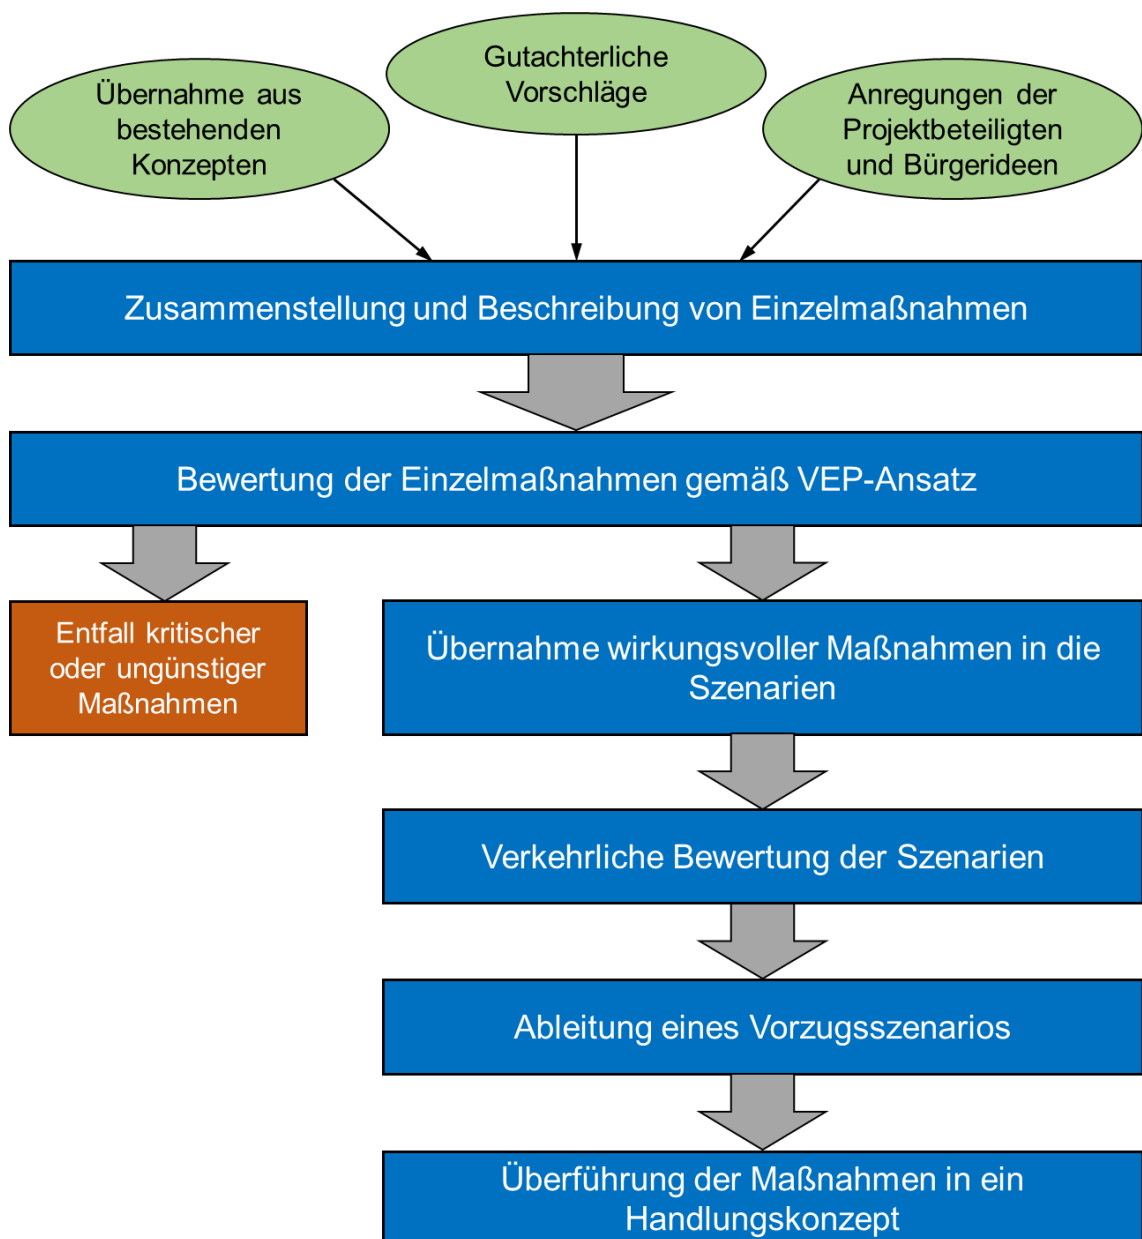 Übernahme aus
bestehenden
Konzepten
Gutachterliche
Vorschläge
Anregungen der
Projektbeteiligten
und Bürgerideen
Zusammenstellung und Beschreibung von Einzelmaßnahmen
Bewertung der Einzelmaßnahmen gemäß VEP-Ansatz
Entfall kritischer
oder ungünstiger
Maßnahmen
Übernahme wirkungsvoller Maßnahmen in die
Szenarien
Verkehrliche Bewertung der Szenarien
Ableitung eines Vorzugsszenarios
Überführung der Maßnahmen in ein
Handlungskonzept